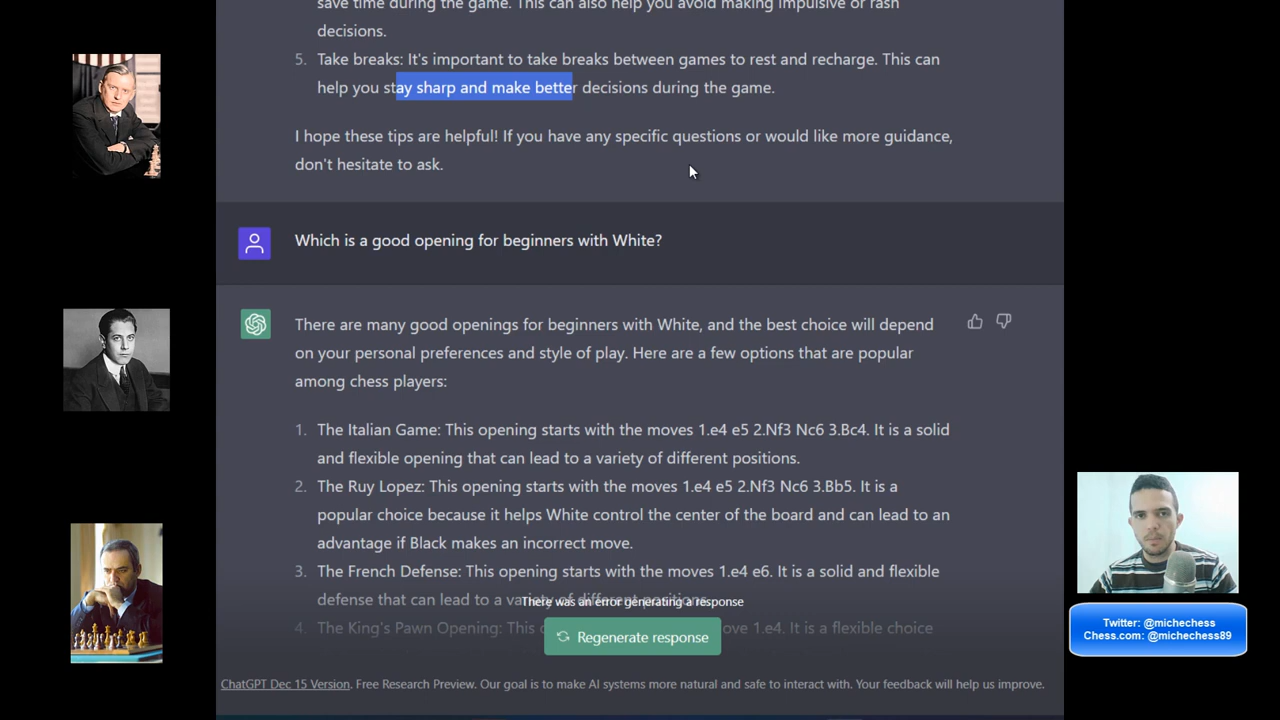 save time during the game. This can also help you avoid making impulsive or rash
decisions.
5. Take breaks: It's important to take breaks between games to rest and recharge. This can
help you stay sharp and make better decisions during the game.
I hope these tips are helpful! If you have any specific questions or would like more guidance,
don't hesitate to ask.
Which is a good opening for beginners with White?
There are many good openings for beginners with White, and the best choice will depend
on your personal preferences and style of play. Here are a few options that are popular
among chess players:
1. The Italian Game: This opening starts with the moves 1.e4 e5 2.Nf3 Nc6 3.Bc4. It is a solid
and flexible opening that can lead to a variety of different positions.
2. The Ruy Lopez: This opening starts with the moves 1.e4 e5 2.Nf3 Nc6 3.Bb5. It is a
popular choice because it helps White control the center of the board and can lead to an
advantage if Black makes an incorrect move.
3. The French Defense: This opening starts with the moves 1.e4 e6. It is a solid and flexible
defense that can lead to a variety of different positions.
There was an error generating a response
4. The King's Pawn Opening: This ove 1.e4. It is a flexible choice
Regenerate response
ChatGPT Dec 15 Version. Free Research Preview. Our goal is to make AI systems more natural and safe to interact with. Your feedback will help us improve.
Twitter: @michechess
Chess.com: @michechess89